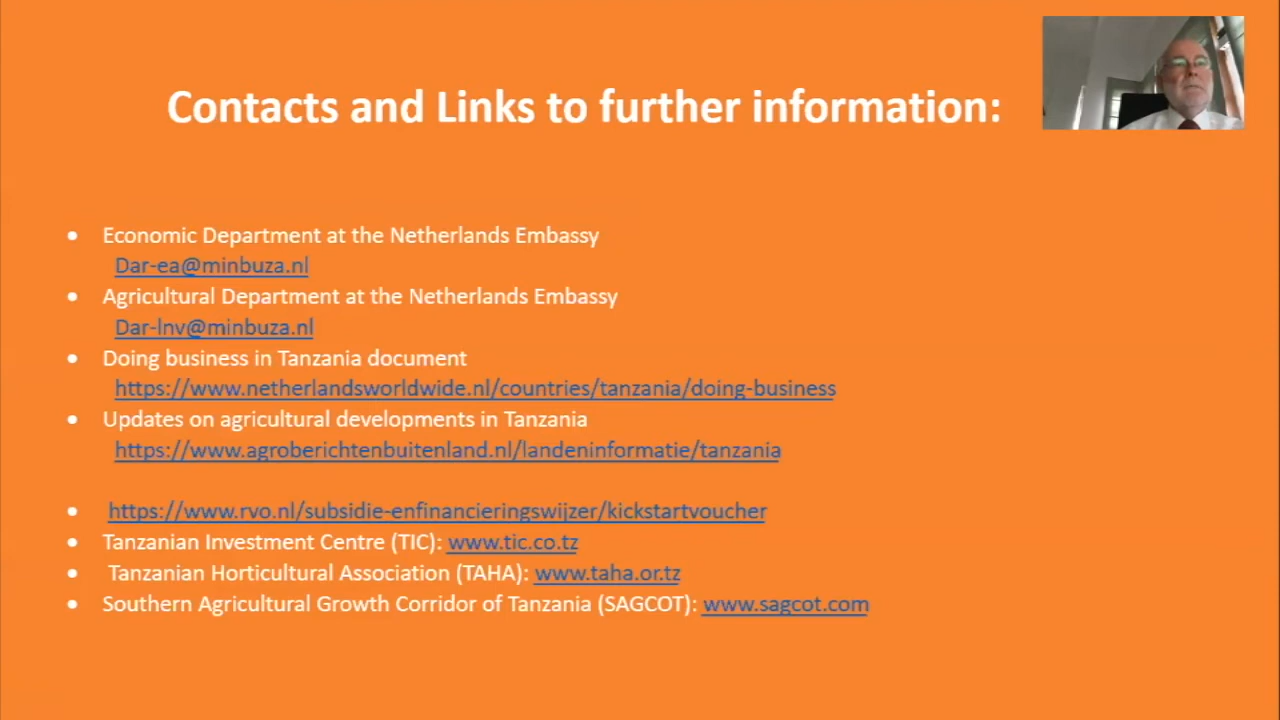 Contacts and Links to further information:
• Economic Department at the Netherlands Embassy
Dar-ea@minbuza.nl
• Agricultural Department at the Netherlands Embassy
Dar-lnv@minbuza.nl
• Doing business in Tanzania document
https://www.netherlandsworldwide.nl/countries/tanzania/doing-business
• Updates on agricultural developments in Tanzania
https://www.agroberichtenbuitenland.nl/landeninformatie/tanzania
• https://www.rvo.nl/subsidie-enfinancieringswijzer/kickstartvoucher
• Tanzanian Investment Centre (TIC): www.tic.co.tz
• Tanzanian Horticultural Association (TAHA): www.taha.or.tz
• Southern Agricultural Growth Corridor of Tanzania (SAGCOT): www.sagcot.com